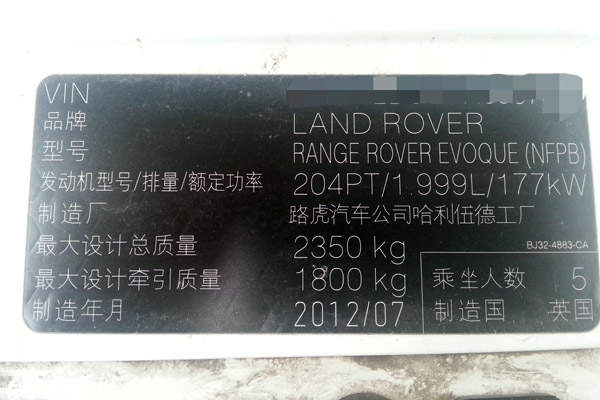 VIN
品牌 LAND ROVER
型号 RANGE ROVER EVOQUE (NFPB)
发动机型号/排量/额定功率 204PT/1.999L/177kW
制造厂 路虎汽车公司哈利伍德工厂
最大设计总质量 2350 kg
BJ32-4883-CA
最大设计牵引质量 1800 kg 乘坐人数 5
制造年月 2012/07 制造国 英国